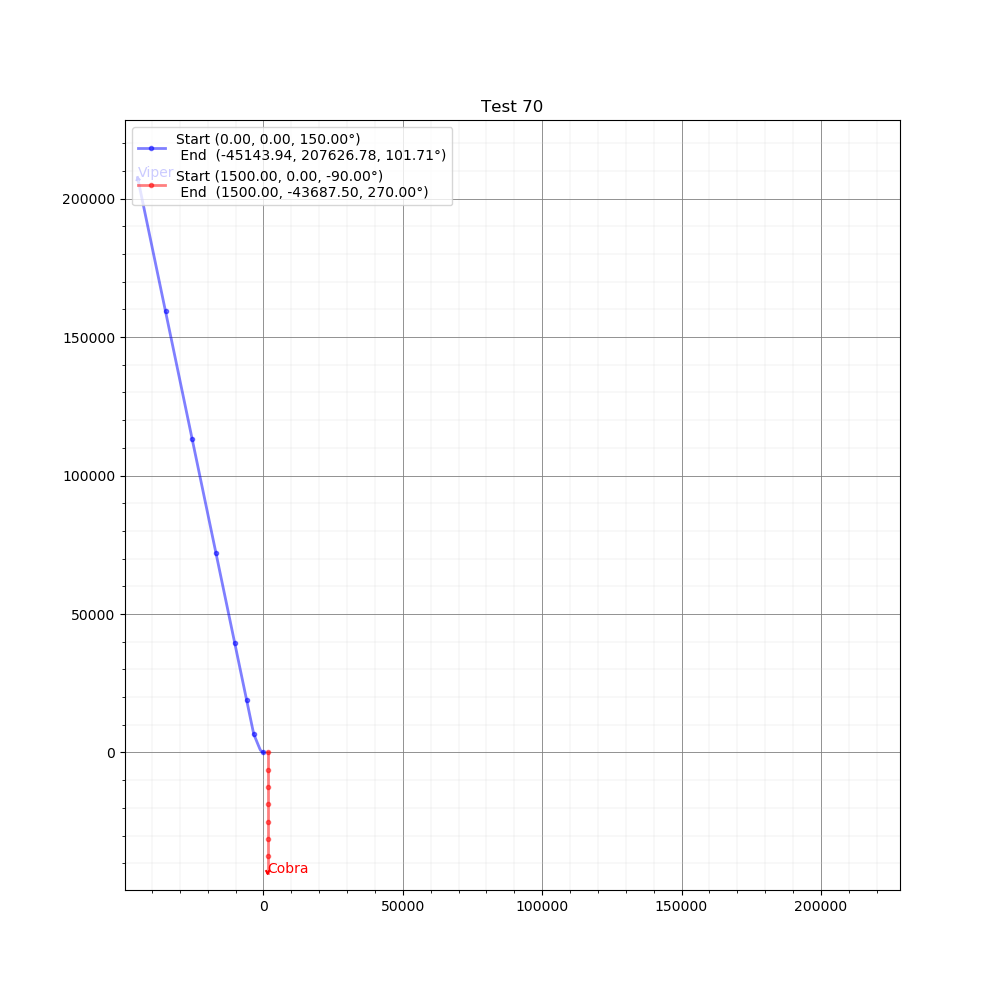 Test 70
Start (0.00, 0.00, 150.00°)
End (-45143.94, 207626.78, 101.71°)
Start (1500.00, 0.00, -90.00°)
End (1500.00, -43687.50, 270.00°)
Viper
200000
150000
100000
50000
0
Cobra
0 50000 100000 150000 200000